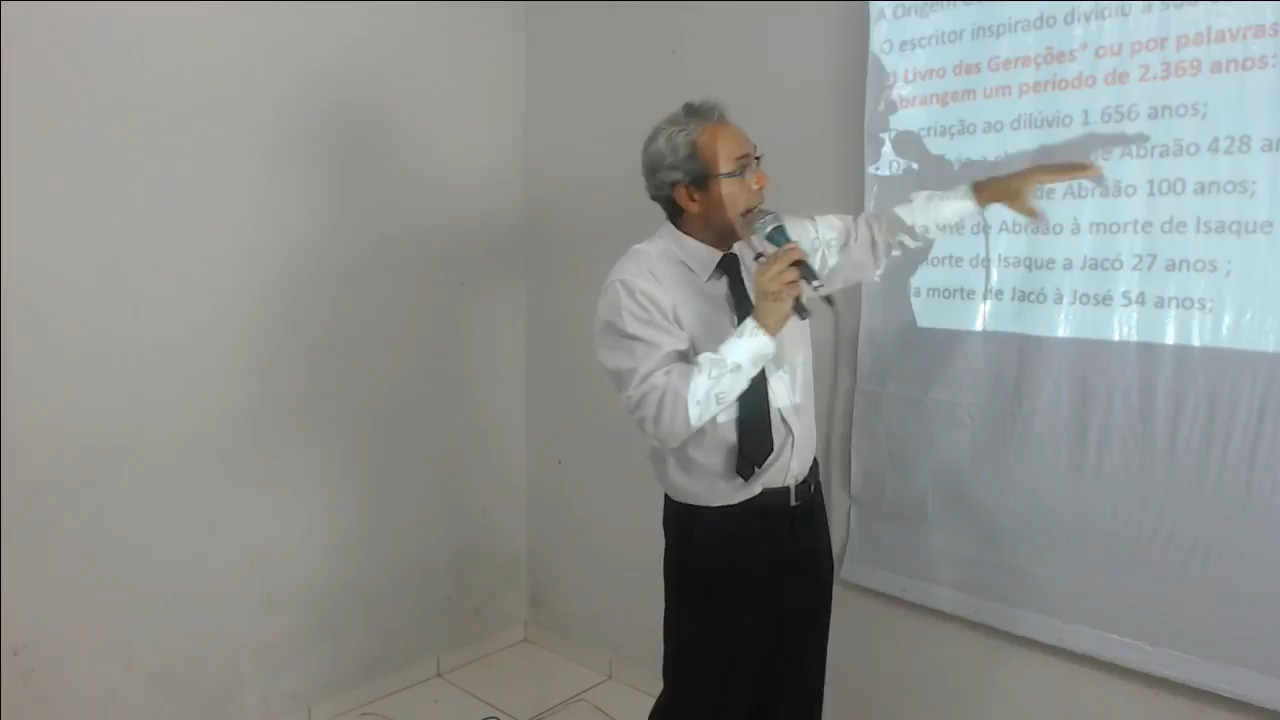 A Origem
O escritor inspirado dividiu a sua
Livro das Gerações" ou por palavras
abrangem um período de 2.369 anos:
criação ao dilúvio 1.656 anos;
de Abraão 428
de Abraão 100 anos;
de Abraão à morte de Isaque
morte de Isaque a Jacó 27 anos ;
a morte de Jacó à José 54 anos;